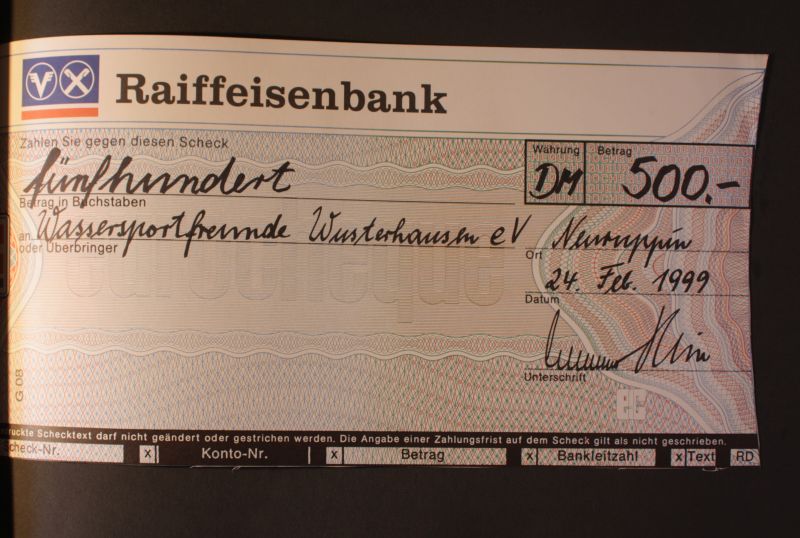 Raiffeisenbank
Zahlen Sie gegen diesen Scheck
Währung Betrag
fünfhundert DM 500.-
Betrag in Buchstaben
an Wassersportfreunde Wusterhausen eV Neuruppin
oder Überbringer Ort
24. Feb. 1999
Datum
Unterschrift
ec
G 08
ruckte Schecktext darf nicht geändert oder gestrichen werden. Die Angabe einer Zahlungsfrist auf dem Scheck gilt als nicht geschrieben.
Scheck-Nr. x Konto-Nr. x Betrag x Bankleitzahl x Text RD